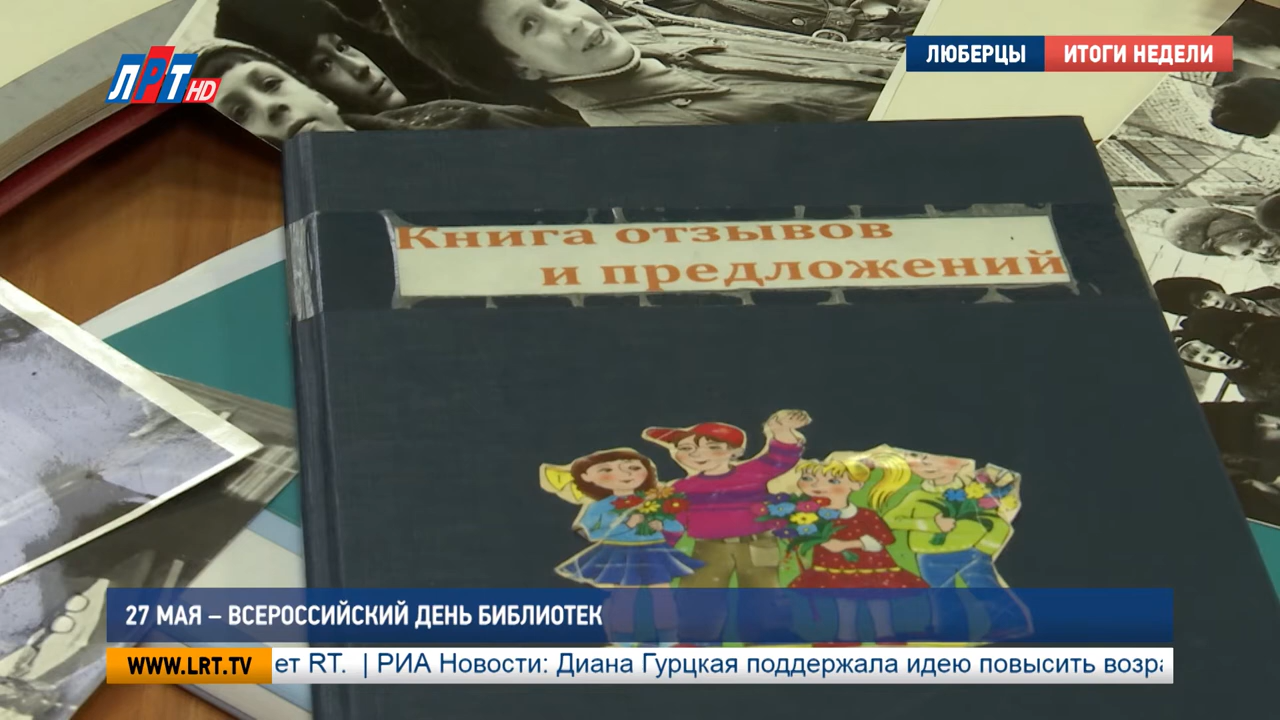 ЛРТ HD
ЛЮБЕРЦЫ ИТОГИ НЕДЕЛИ
Книга отзывов
и предложений
27 МАЯ – ВСЕРОССИЙСКИЙ ДЕНЬ БИБЛИОТЕК
WWW.LRT.TV ет RT. | РИА Новости: Диана Гурцкая поддержала идею повысить возра